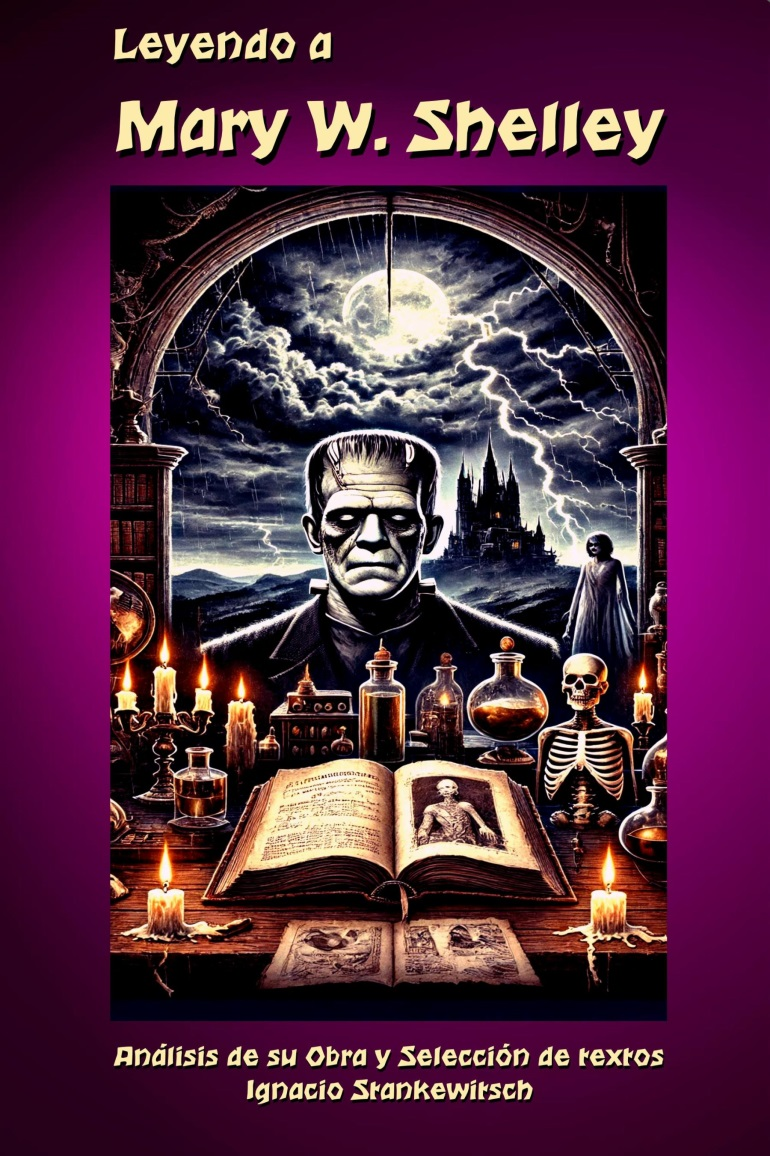 Leyendo a
Mary W. Shelley
Análisis de su Obra y Selección de textos
Ignacio Stankewitsch